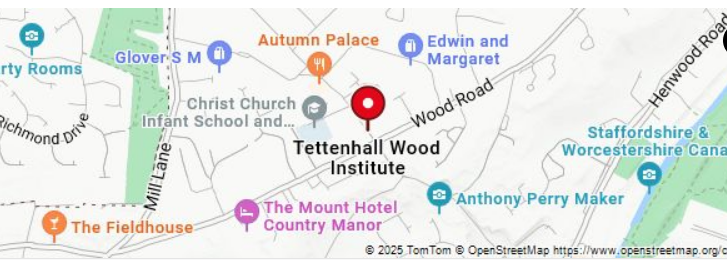 Autumn Palace
Edwin and
Margaret
Glover S M
rty Rooms
Henwood Road
Christ Church
Infant School and...
Wood Road
Richmond Drive
Tettenhall Wood
Institute
Staffordshire &
Worcestershire Cana
Mill Lane
Anthony Perry Maker
The Mount Hotel
Country Manor
The Fieldhouse
© 2025 TomTom © OpenStreetMap https://www.openstreetmap.org/c